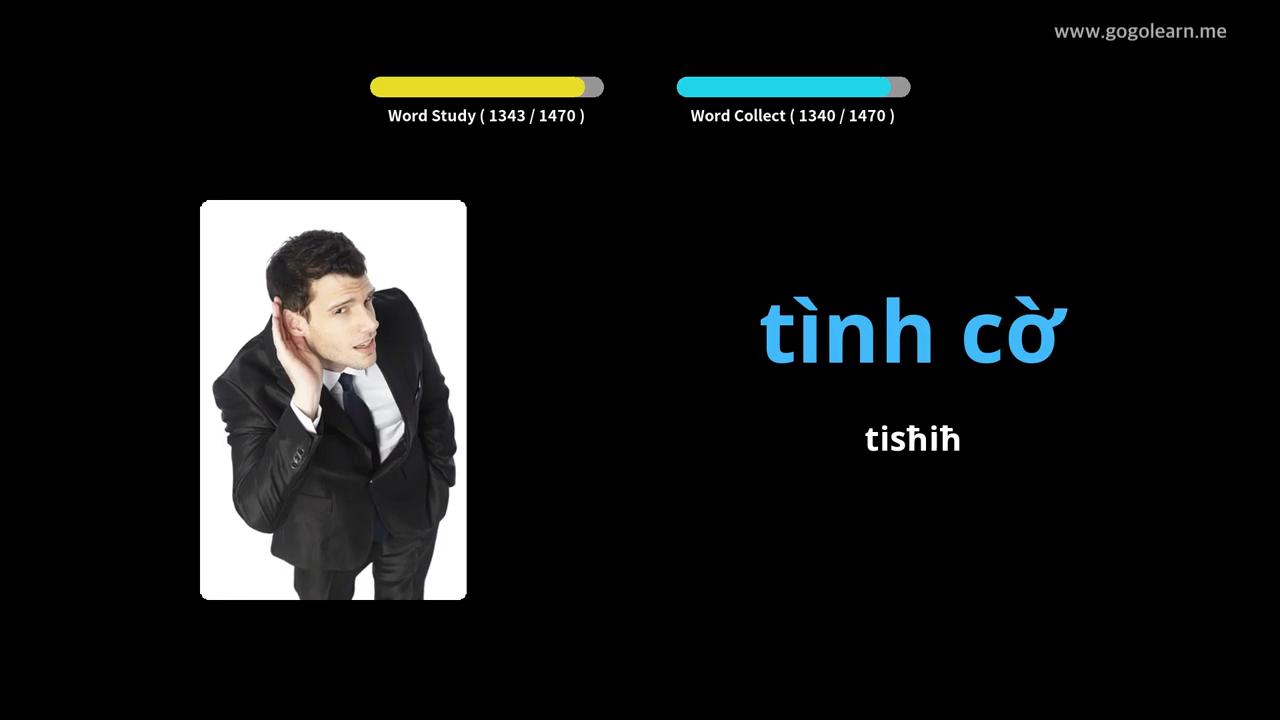 www.gogolearn.me
Word Study ( 1343 / 1470 )
Word Collect ( 1340 / 1470 )
tình cờ
tisħiħ